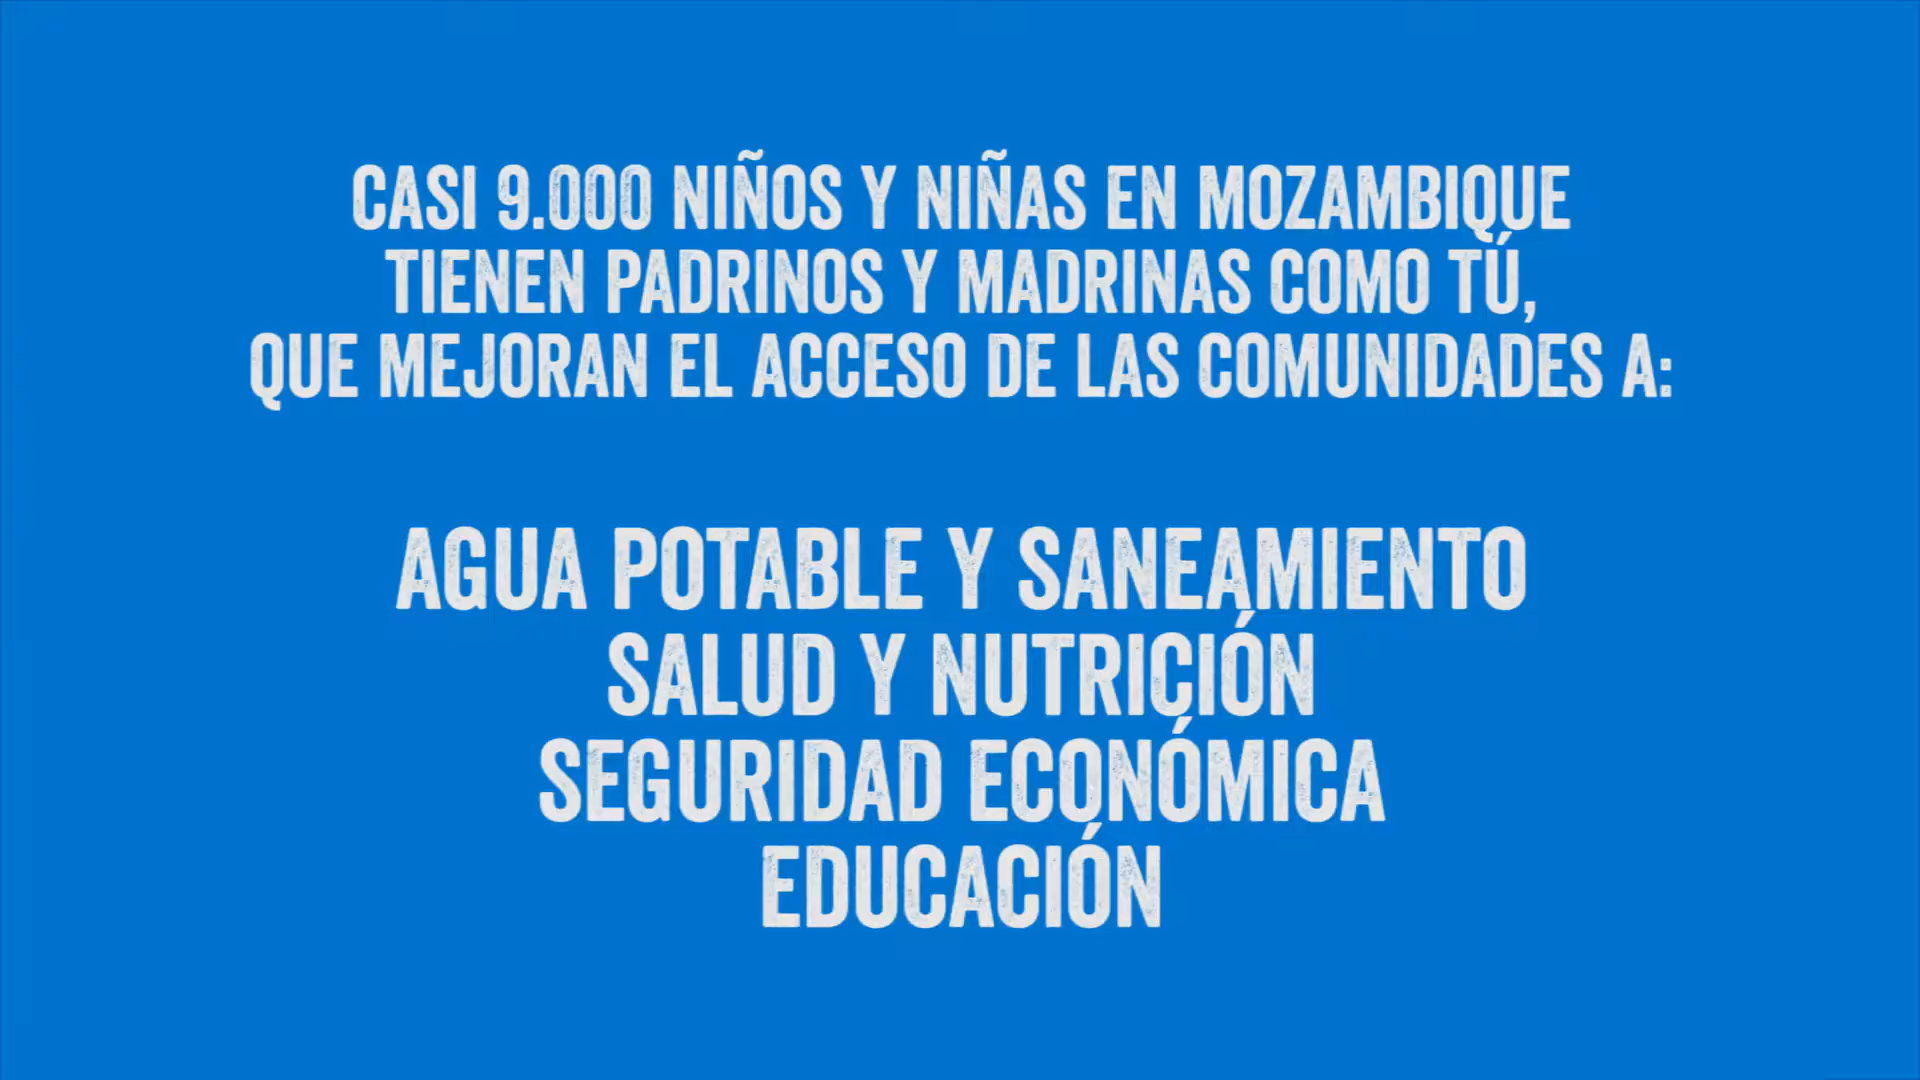 CASI 9.000 NIÑOS Y NIÑAS EN MOZAMBIQUE
TIENEN PADRINOS Y MADRINAS COMO TÚ,
QUE MEJORAN EL ACCESO DE LAS COMUNIDADES A:
AGUA POTABLE Y SANEAMIENTO
SALUD Y NUTRICIÓN
SEGURIDAD ECONÓMICA
EDUCACIÓN